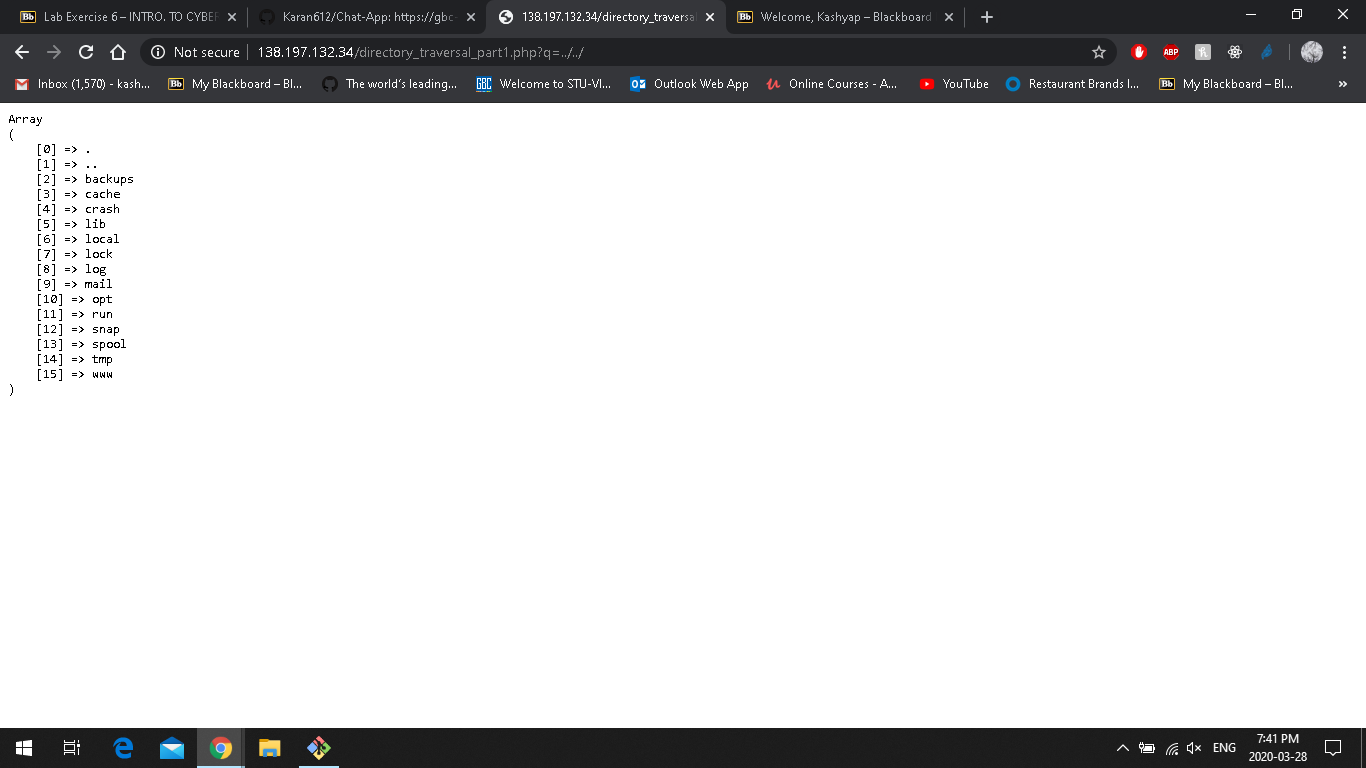 Lab Exercise 6 – INTRO. TO CYBER
Karan612/Chat-App: https://gbc-
138.197.132.34/directory_traversal
Welcome, Kashyap – Blackboard
Not secure
138.197.132.34/directory_traversal_part1.php?q=../../
ABP
Inbox (1,570) - kash...
Bb My Blackboard – Bl...
The world's leading...
GBC Welcome to STU-VI...
Outlook Web App
Online Courses - A...
YouTube
Restaurant Brands I...
Bb My Blackboard – Bl...
»
Array
(
[0] => .
[1] => ..
[2] => backups
[3] => cache
[4] => crash
[5] => lib
[6] => local
[7] => lock
[8] => log
[9] => mail
[10] => opt
[11] => run
[12] => snap
[13] => spool
[14] => tmp
[15] => www
)
ENG
7:41 PM
2020-03-28